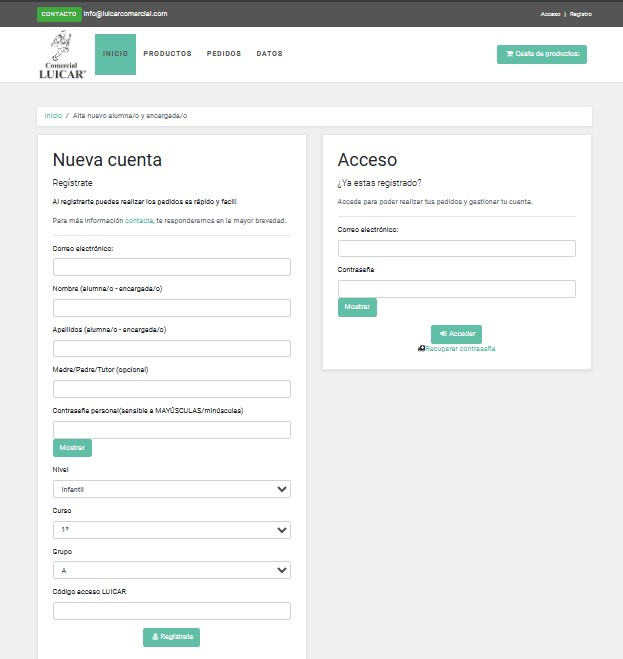 CONTACTO info@luicarcomercial.com
Acceso | Registro
Comercial
LUICAR®
INICIO PRODUCTOS PEDIDOS DATOS
Cesta de productos:
Inicio / Alta nuevo alumna/o y encargada/o
Nueva cuenta
Regístrate
Al registrarte puedes realizar los pedidos es rápido y facil!
Para más información contacta, te responderemos en la mayor brevedad.
Correo electrónico:
Nombre (alumna/o - encargada/o)
Apellidos (alumna/o - encargada/o)
Madre/Padre/Tutor (opcional)
Contraseña personal(sensible a MAYÚSCULAS/minúsculas)
Mostrar
Nivel
Infantil
Curso
1º
Grupo
A
Código acceso LUICAR
Regístrate
Acceso
¿Ya estas registrado?
Accede para poder realzar tus pedidos y gestionar tu cuenta.
Correo electrónico:
Contraseña
Mostrar
Acceder
Recuperar contraseña